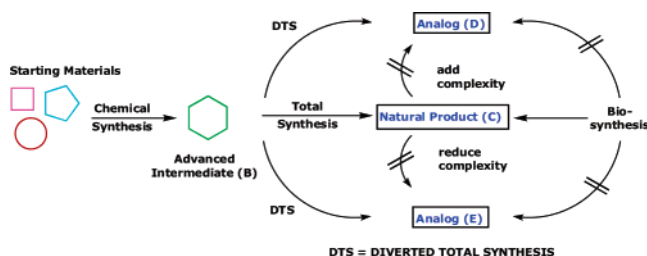 DTS
Analog (D)
Starting Materials
add
complexity
Chemical
Synthesis
Total
Synthesis
Natural Product (C)
Bio-
synthesis
Advanced
Intermediate (B)
reduce
complexity
DTS
Analog (E)
DTS = DIVERTED TOTAL SYNTHESIS